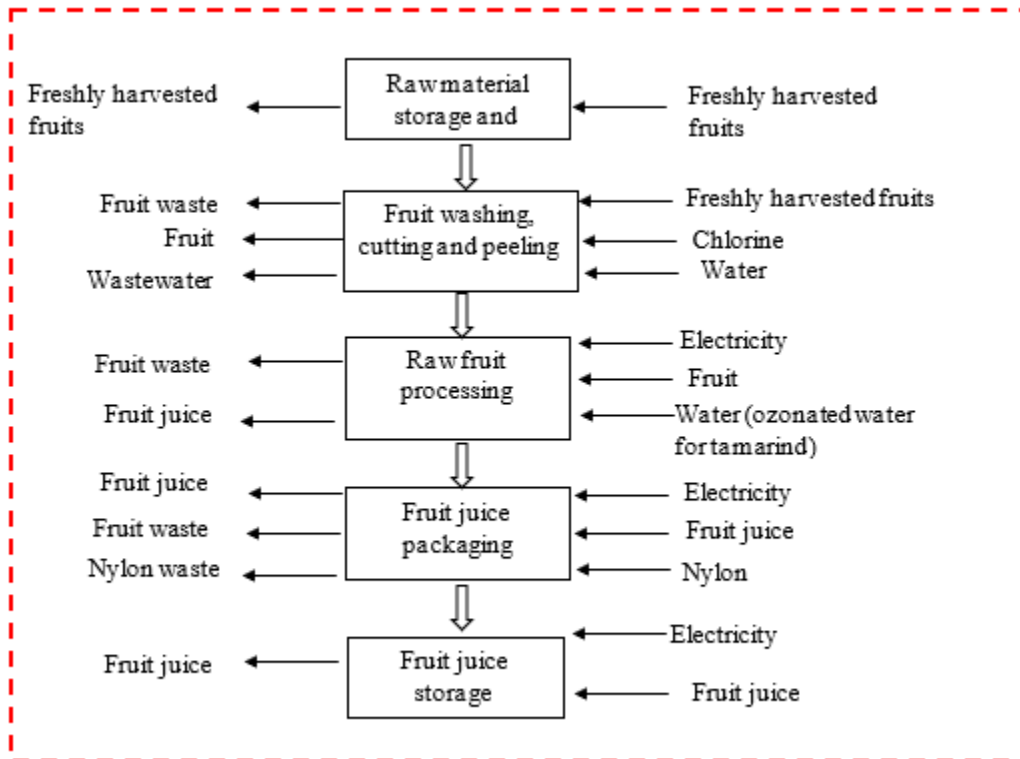 Freshly harvested
fruits
Raw material
storage and
Freshly harvested
fruits
Fruit waste
Fruit
Wastewater
Fruit washing,
cutting and peeling
Freshly harvested fruits
Chlorine
Water
Fruit waste
Fruit juice
Raw fruit
processing
Electricity
Fruit
Water (ozonated water
for tamarind)
Fruit juice
Fruit waste
Nylon waste
Fruit juice
packaging
Electricity
Fruit juice
Nylon
Fruit juice
Fruit juice
storage
Electricity
Fruit juice